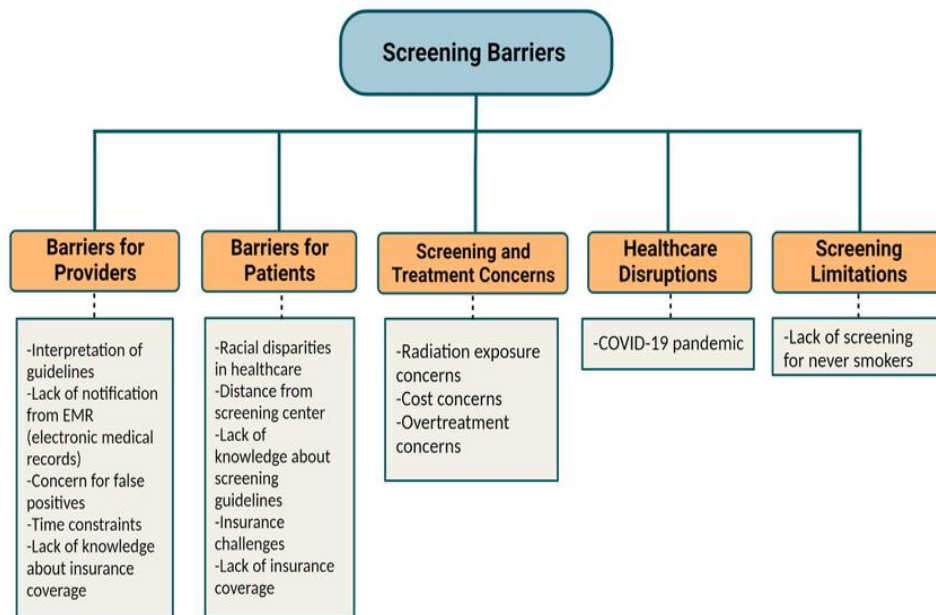 Screening Barriers
Barriers for
Providers
-Interpretation of
guidelines
-Lack of notification
from EMR
(electronic medical
records)
-Concern for false
positives
-Time constraints
-Lack of knowledge
about insurance
coverage
Barriers for
Patients
-Racial disparities
in healthcare
-Distance from
screening center
-Lack of
knowledge about
screening
guidelines
-Insurance
challenges
-Lack of insurance
coverage
Screening and
Treatment Concerns
-Radiation exposure
concerns
-Cost concerns
-Overtreatment
concerns
Healthcare
Disruptions
-COVID-19 pandemic
Screening
Limitations
-Lack of screening
for never smokers